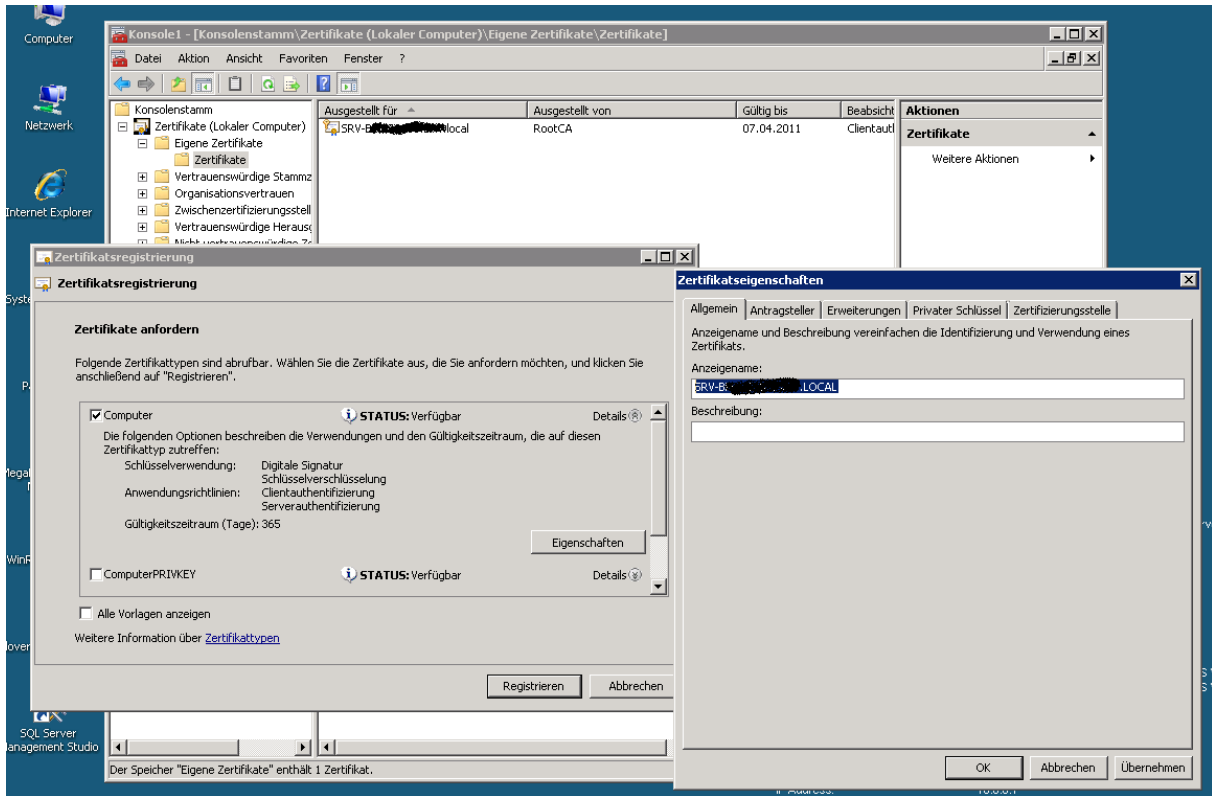 Computer
Netzwerk
Internet Explorer
SQL Server
Management Studio
Konsole1 - [Konsolenstamm\Zertifikate (Lokaler Computer)\Eigene Zertifikate\Zertifikate]
Datei Aktion Ansicht Favoriten Fenster ?
Konsolenstamm
Zertifikate (Lokaler Computer)
Eigene Zertifikate
Zertifikate
Vertrauenswürdige Stammz
Organisationsvertrauen
Zwischenzertifizierungsstell
Vertrauenswürdige Herausg
Nicht vertrauenswürdige Ze
Ausgestellt für Ausgestellt von Gültig bis Beabsicht
SRV-B local RootCA 07.04.2011 Clientautl
Aktionen
Zertifikate
Weitere Aktionen
Der Speicher "Eigene Zertifikate" enthält 1 Zertifikat.
Zertifikatsregistrierung
Zertifikatsregistrierung
Zertifikate anfordern
Folgende Zertifikattypen sind abrufbar. Wählen Sie die Zertifikate aus, die Sie anfordern möchten, und klicken Sie
anschließend auf "Registrieren".
Computer STATUS: Verfügbar Details
Die folgenden Optionen beschreiben die Verwendungen und den Gültigkeitszeitraum, die auf diesen
Zertifikattyp zutreffen:
Schlüsselverwendung: Digitale Signatur
Schlüsselverschlüsselung
Anwendungsrichtlinien: Clientauthentifizierung
Serverauthentifizierung
Gültigkeitszeitraum (Tage): 365
Eigenschaften
ComputerPRIVKEY STATUS: Verfügbar Details
Alle Vorlagen anzeigen
Weitere Information über Zertifikattypen
Registrieren Abbrechen
Zertifikatseigenschaften
Allgemein Antragsteller Erweiterungen Privater Schlüssel Zertifizierungsstelle
Anzeigename und Beschreibung vereinfachen die Identifizierung und Verwendung eines
Zertifikats.
Anzeigename:
SRV-B .LOCAL
Beschreibung:
OK Abbrechen Übernehmen